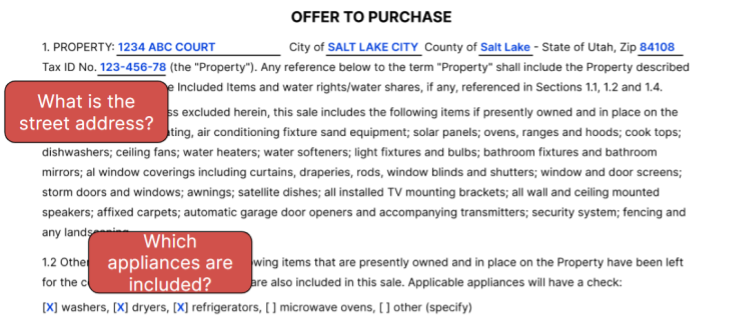 OFFER TO PURCHASE
1. PROPERTY: 1234 ABC COURT City of SALT LAKE CITY County of Salt Lake - State of Utah, Zip 84108
Tax ID No. 123-456-78 (the "Property"). Any reference below to the term "Property" shall include the Property described
e Included Items and water rights/water shares, if any, referenced in Sections 1.1, 1.2 and 1.4.
What is the
street address?
ss excluded herein, this sale includes the following items if presently owned and in place on the
ating, air conditioning fixture sand equipment; solar panels; ovens, ranges and hoods; cook tops;
dishwashers; ceiling fans; water heaters; water softeners; light fixtures and bulbs; bathroom fixtures and bathroom
mirrors; al window coverings including curtains, draperies, rods, window blinds and shutters; window and door screens;
storm doors and windows; awnings; satellite dishes; all installed TV mounting brackets; all wall and ceiling mounted
speakers; affixed carpets; automatic garage door openers and accompanying transmitters; security system; fencing and
any
Which
appliances are
included?
1.2 Other wing items that are presently owned and in place on the Property have been left
for the are also included in this sale. Applicable appliances will have a check:
[X] washers, [X] dryers, [X] refrigerators, [ ] microwave ovens, [ ] other (specify)